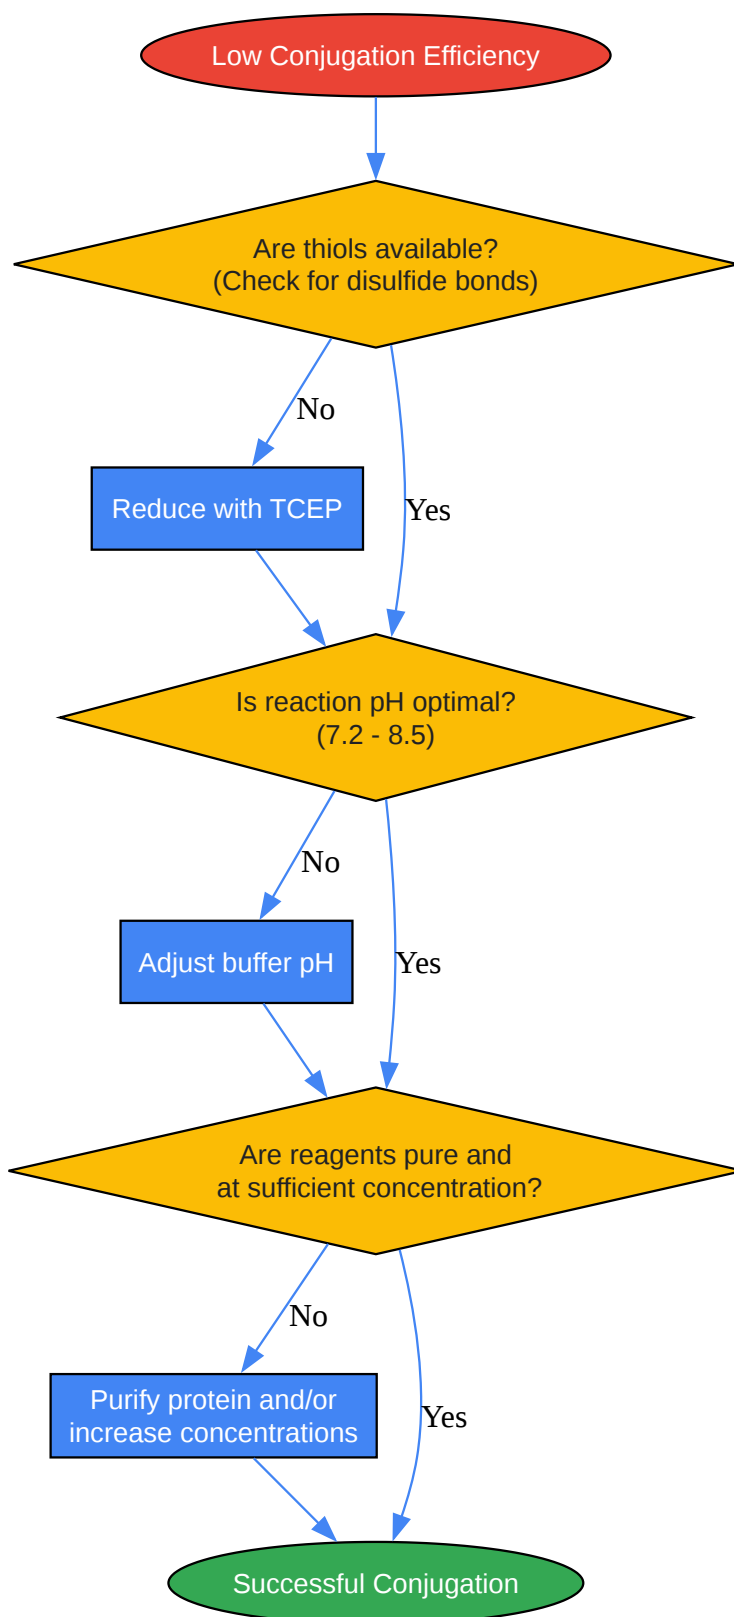 Low Conjugation Efficiency
Are thiols available?
(Check for disulfide bonds)
No
Reduce with TCEP
Yes
Is reaction pH optimal?
(7.2 - 8.5)
No
Adjust buffer pH
Yes
Are reagents pure and
at sufficient concentration?
No
Purify protein and/or
increase concentrations
Yes
Successful Conjugation